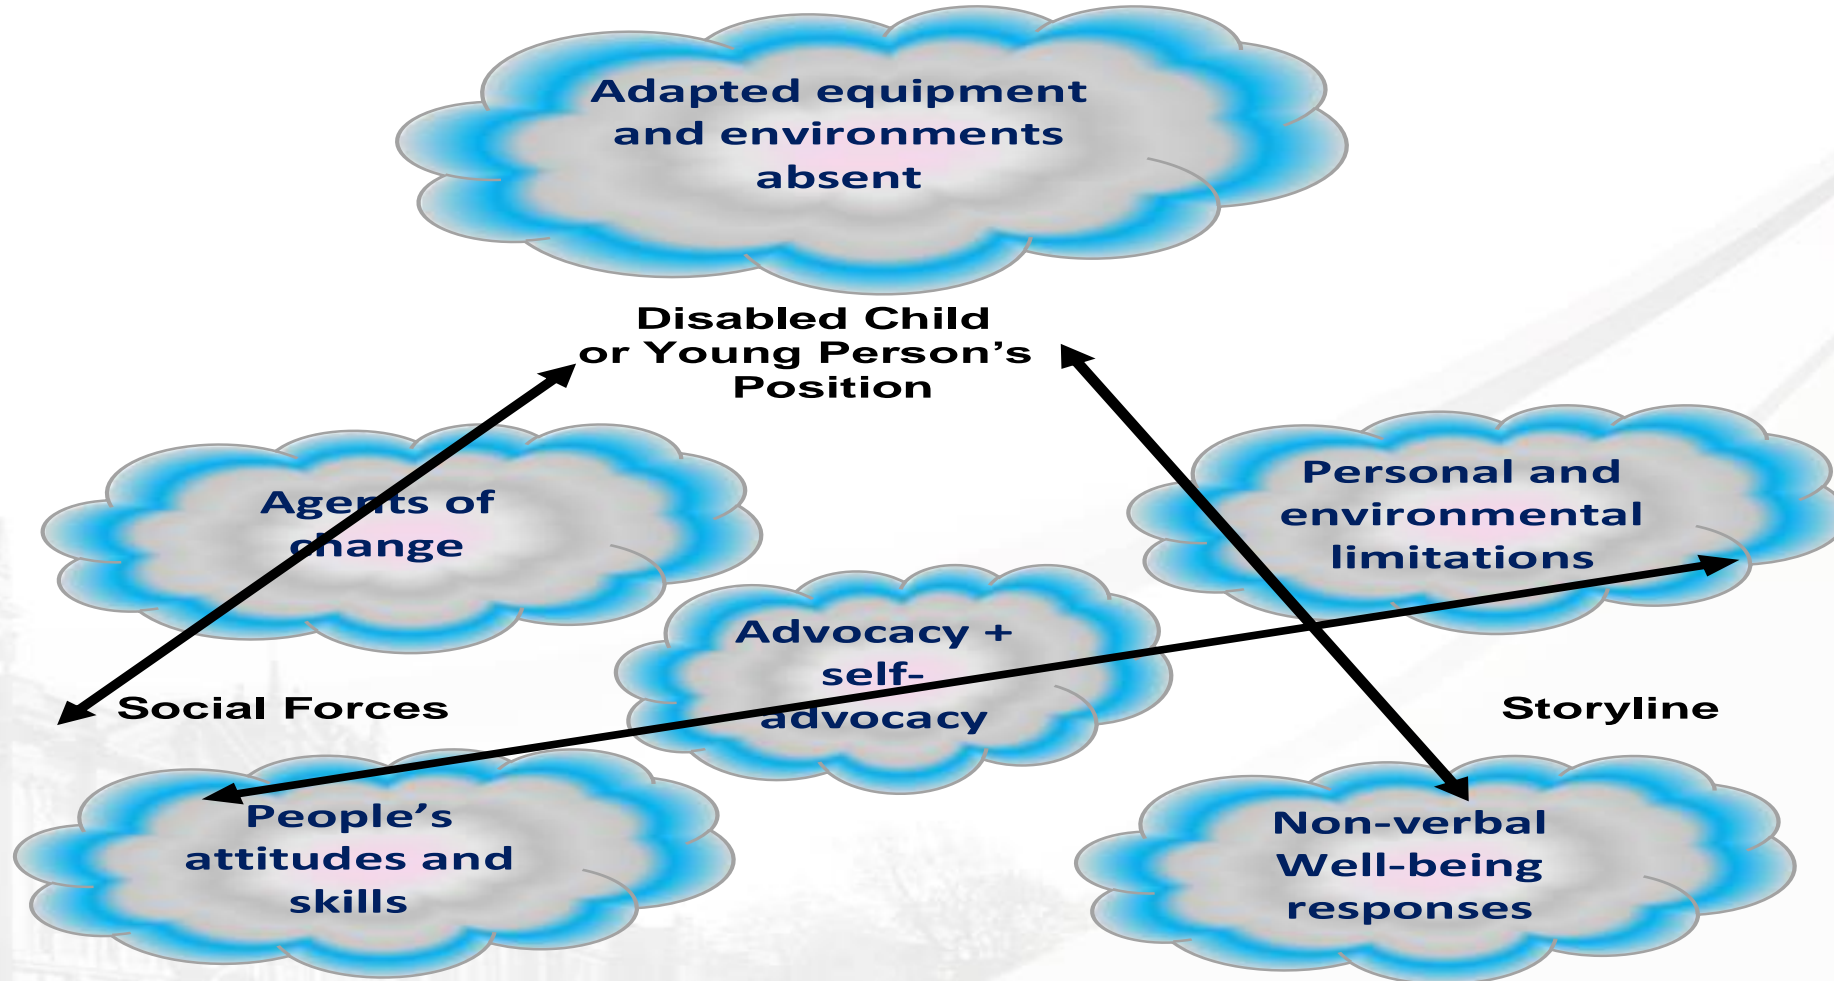 Adapted equipment
and environments
absent
Disabled Child
or Young Person’s
Position
Agents of
change
Personal and
environmental
limitations
Advocacy +
self-
advocacy
Social Forces
Storyline
People’s
attitudes and
skills
Non-verbal
Well-being
responses